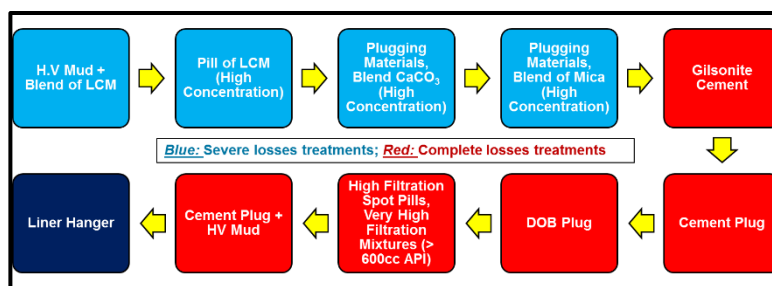 H.V Mud +
Blend of LCM
Pill of LCM
(High
Concentration)
Plugging
Materials,
Blend CaCO₃
(High
Concentration)
Plugging
Materials,
Blend of Mica
(High
Concentration)
Gilsonite
Cement
Blue: Severe losses treatments; Red: Complete losses treatments
Liner Hanger
Cement Plug +
HV Mud
High Filtration
Spot Pills,
Very High
Filtration
Mixtures (>
600cc API)
DOB Plug
Cement Plug